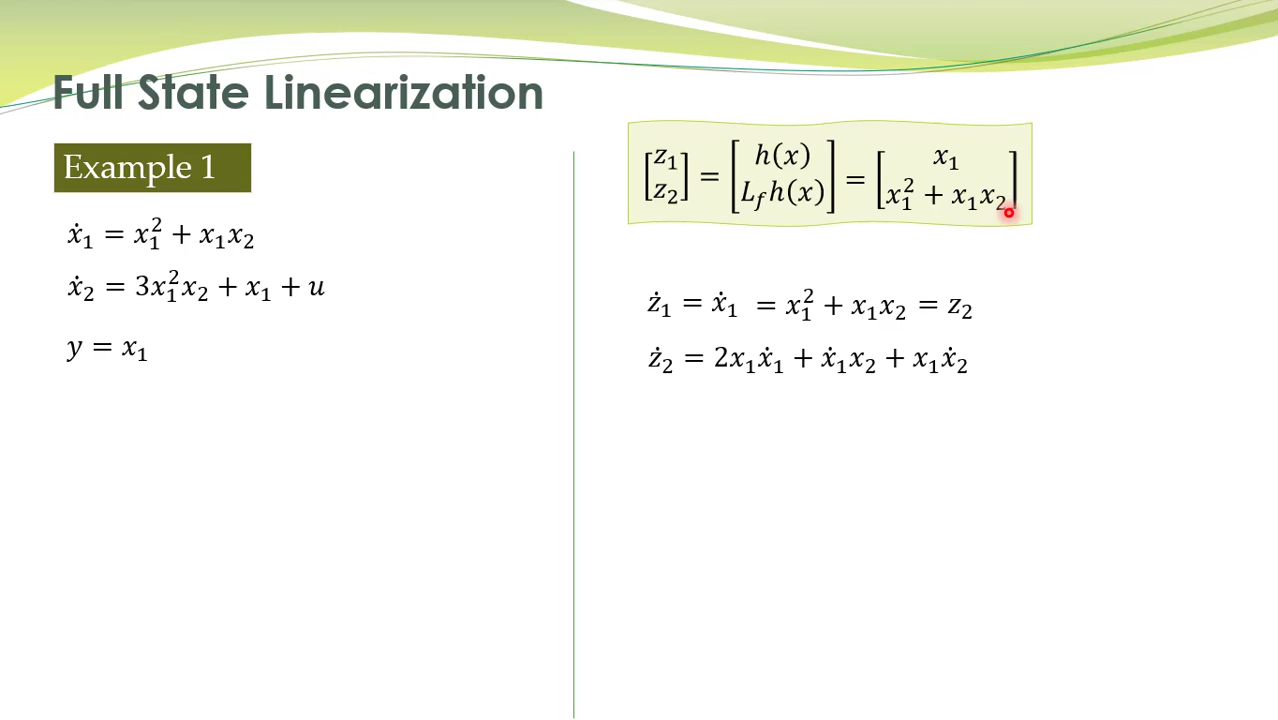 Full State Linearization
Example 1
ẋ₁ = x₁² + x₁x₂
ẋ₂ = 3x₁²x₂ + x₁ + u
y = x₁
[z₁ z₂] = [h(x) L_f h(x)] = [x₁ x₁² + x₁x₂]
ż₁ = ẋ₁ = x₁² + x₁x₂ = z₂
ż₂ = 2x₁ẋ₁ + ẋ₁x₂ + x₁ẋ₂